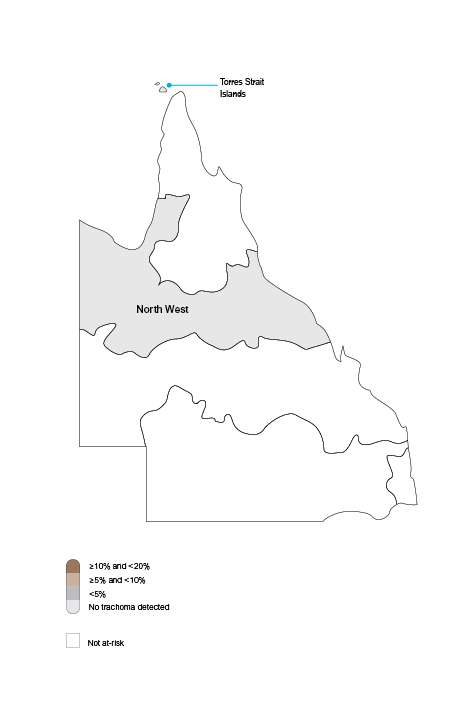 Torres Strait
Islands
North West
≥10% and <20%
≥5% and <10%
<5%
No trachoma detected
Not at-risk